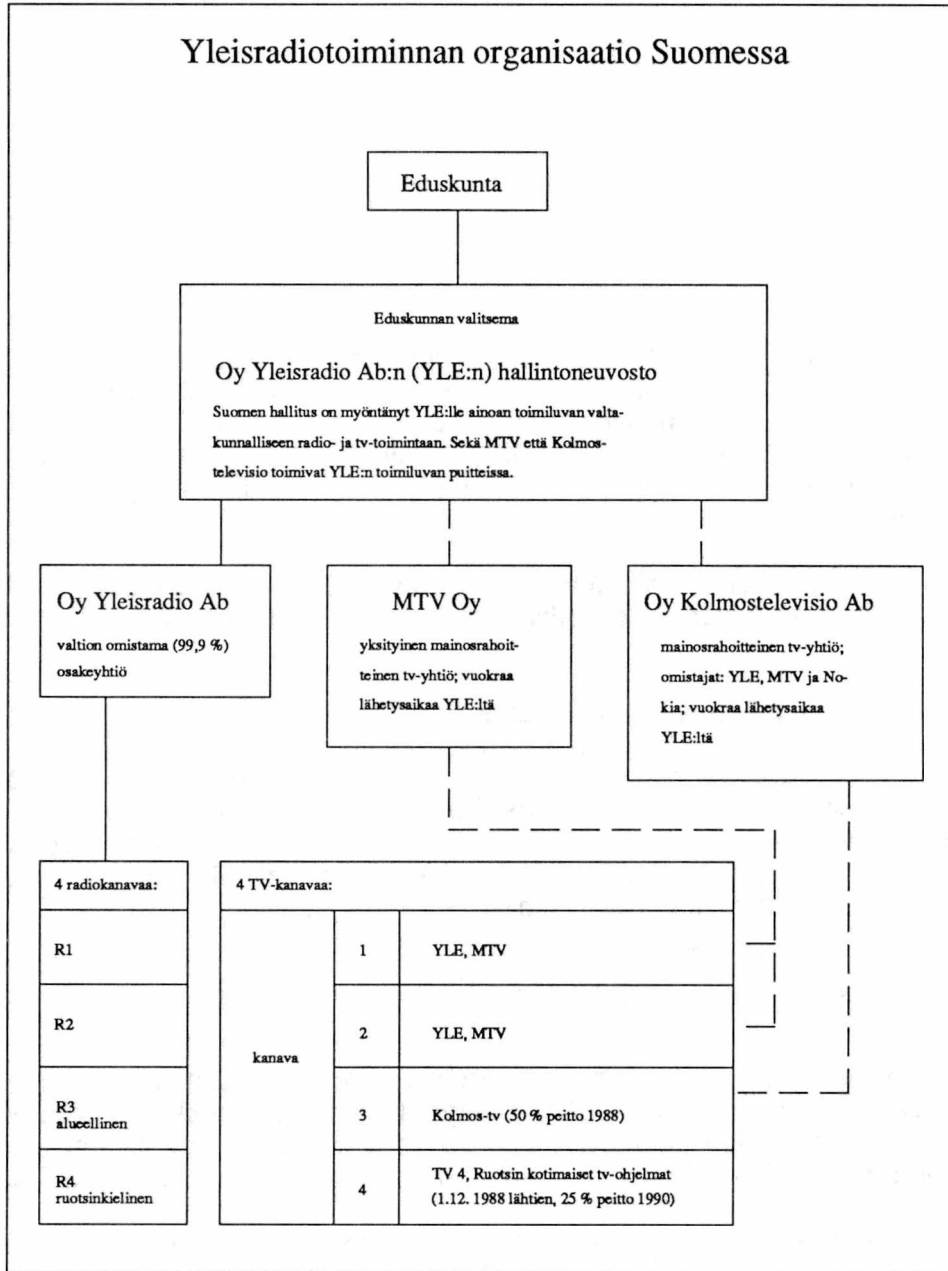 Yleisradiotoiminnan organisaatio Suomessa
Eduskunta
Eduskunnan valitsema
Oy Yleisradio Ab:n (YLE:n) hallintoneuvosto
Suomen hallitus on myöntänyt YLE:lle ainoan toimiluvan valta-
kunnalliseen radio- ja tv-toimintaan. Sekä MTV että Kolmos-
televisio toimivat YLE:n toimiluvan puitteissa.
Oy Yleisradio Ab
valtion omistama (99,9 %)
osakeyhtiö
MTV Oy
yksityinen mainosrahoit-
teinen tv-yhtiö; vuokraa
lähetysaikaa YLE:ltä
Oy Kolmostelevisio Ab
mainosrahoitteinen tv-yhtiö;
omistajat: YLE, MTV ja No-
kia; vuokraa lähetysaikaa
YLE:ltä
4 radiokanavaa:
R1
R2
R3
alueellinen
R4
ruotsinkielinen
4 TV-kanavaa:
kanava
1
YLE, MTV
2
YLE, MTV
3
Kolmos-tv (50 % peitto 1988)
4
TV 4, Ruotsin kotimaiset tv-ohjelmat
(1.12. 1988 lähtien, 25 % peitto 1990)